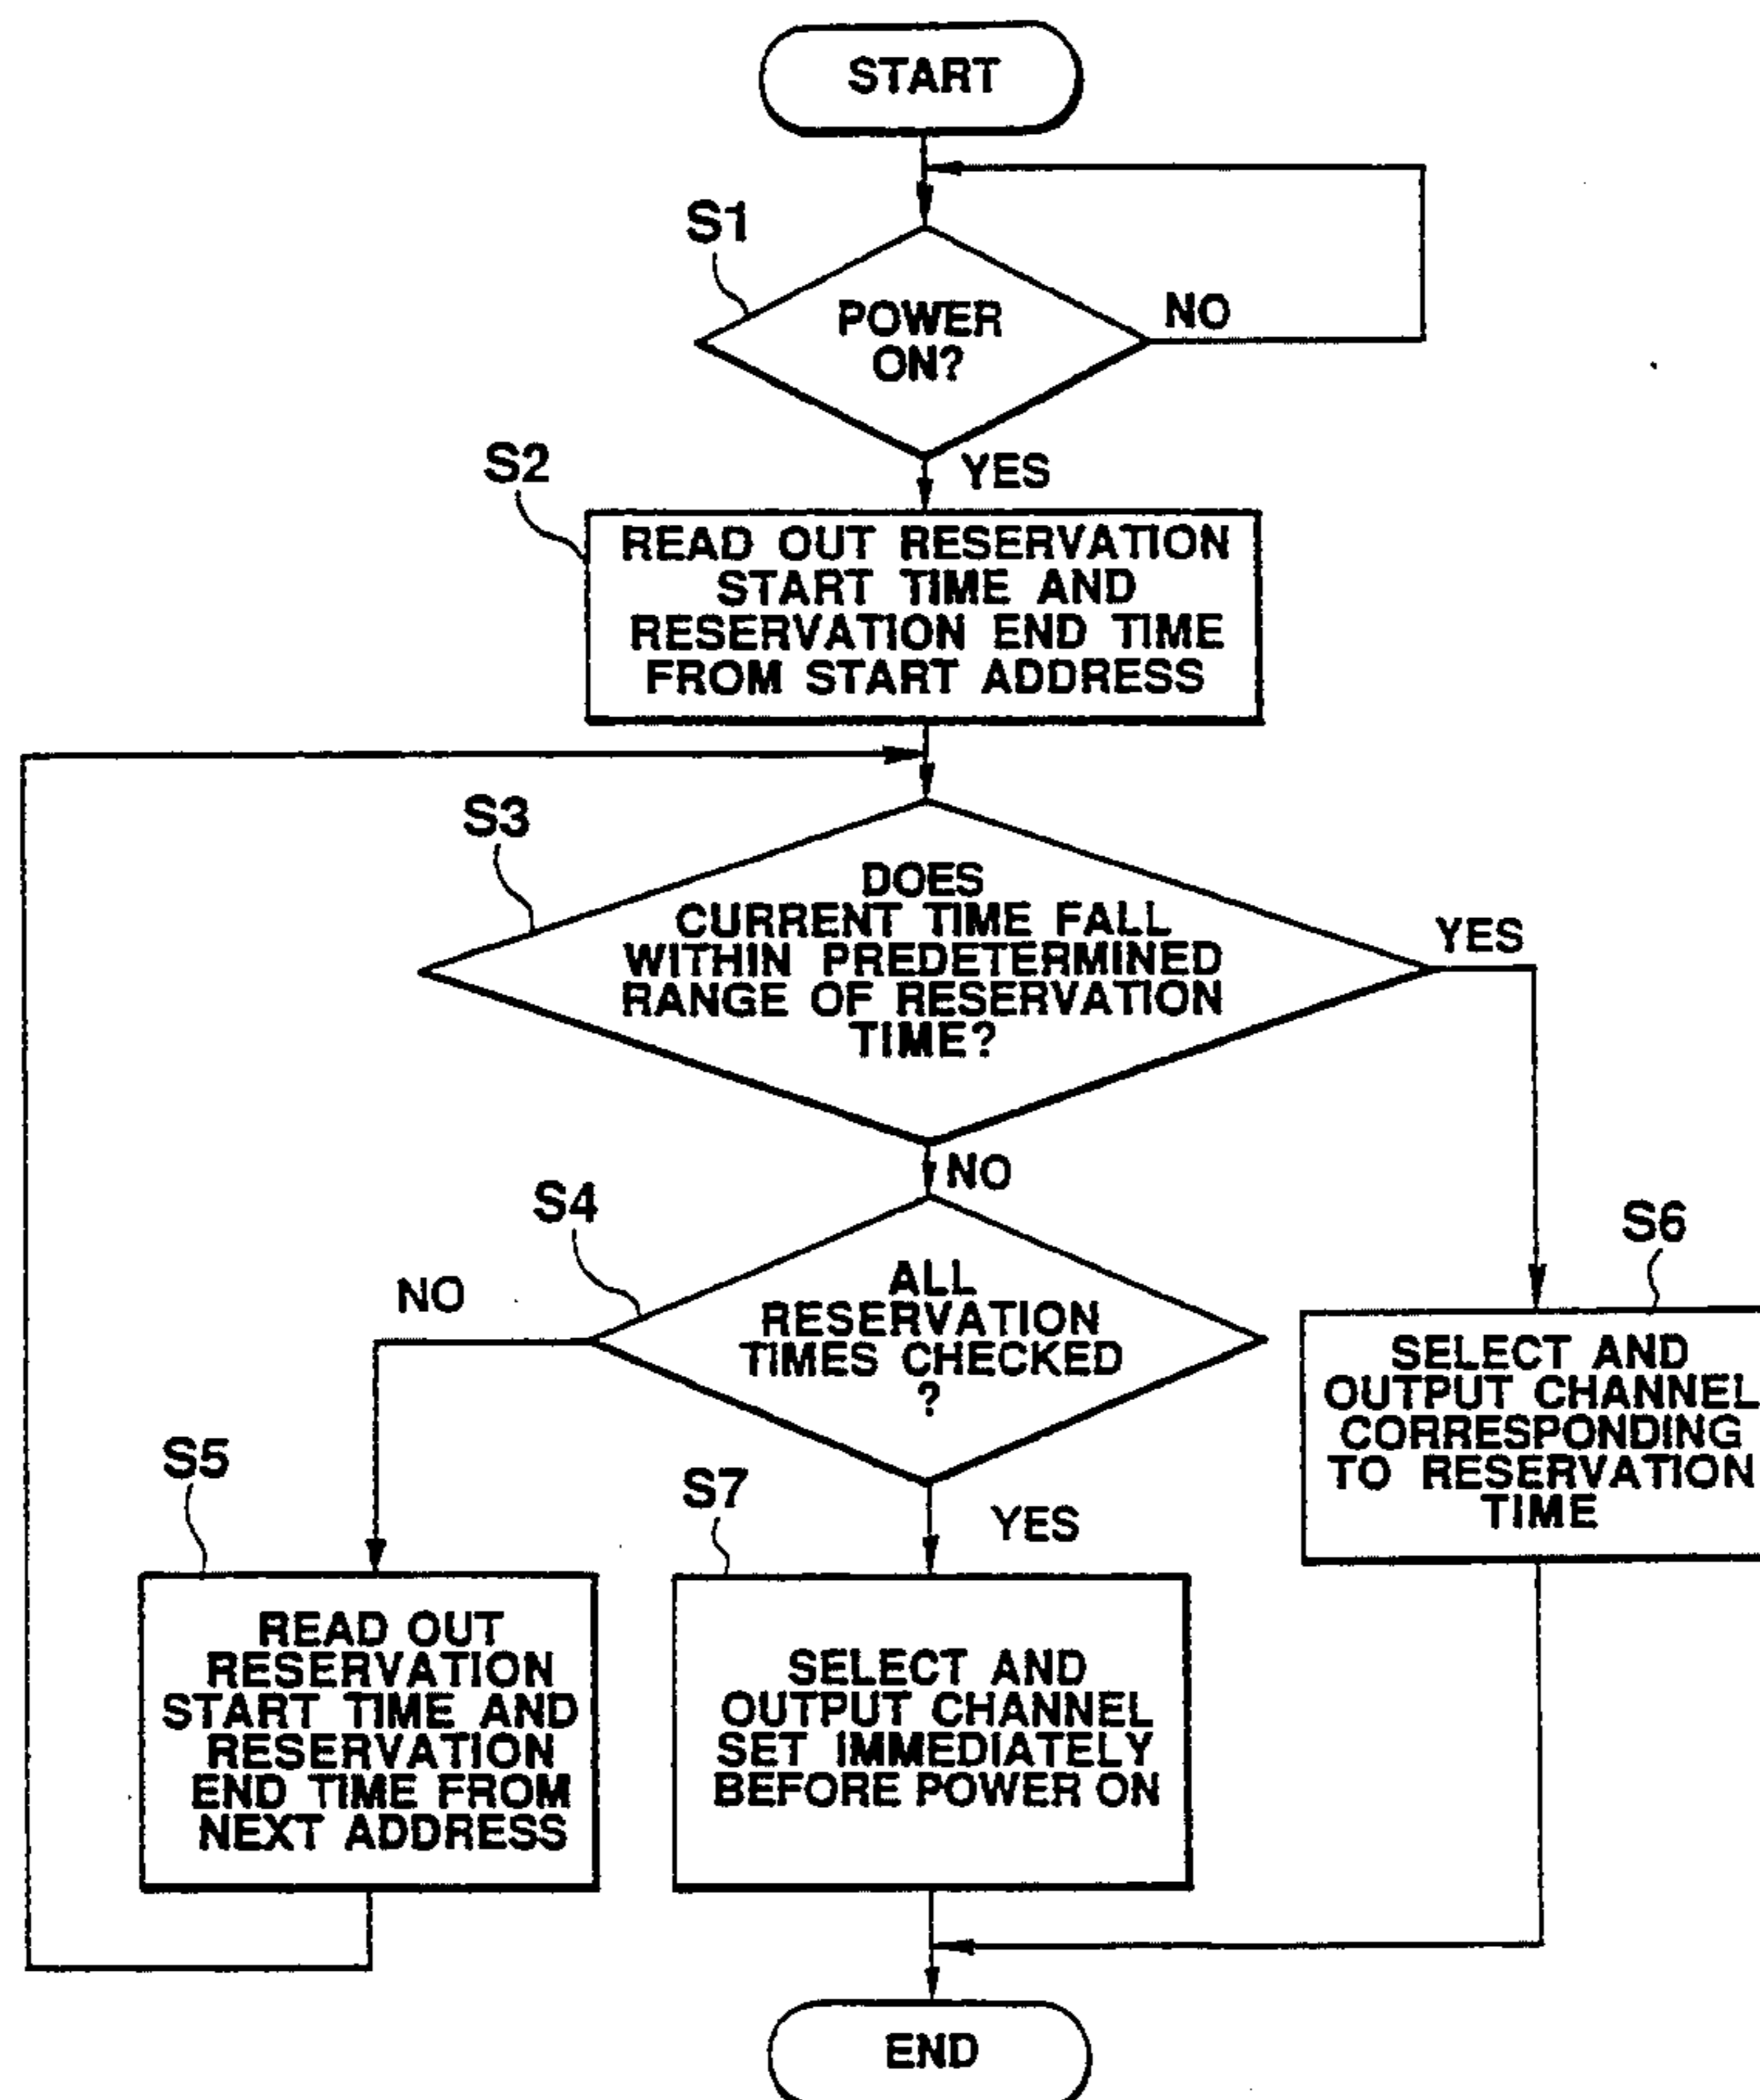 START
S1
POWER
ON?
NO
S2
YES
READ OUT RESERVATION
START TIME AND
RESERVATION END TIME
FROM START ADDRESS
S3
DOES
CURRENT TIME FALL
WITHIN PREDETERMINED
RANGE OF RESERVATION
TIME?
YES
NO
S4
ALL
RESERVATION
TIMES CHECKED
?
NO
S6
SELECT AND
OUTPUT CHANNEL
CORRESPONDING
TO RESERVATION
TIME
S5
S7
YES
READ OUT
RESERVATION
START TIME AND
RESERVATION
END TIME FROM
NEXT ADDRESS
SELECT AND
OUTPUT CHANNEL
SET IMMEDIATELY
BEFORE POWER ON
END